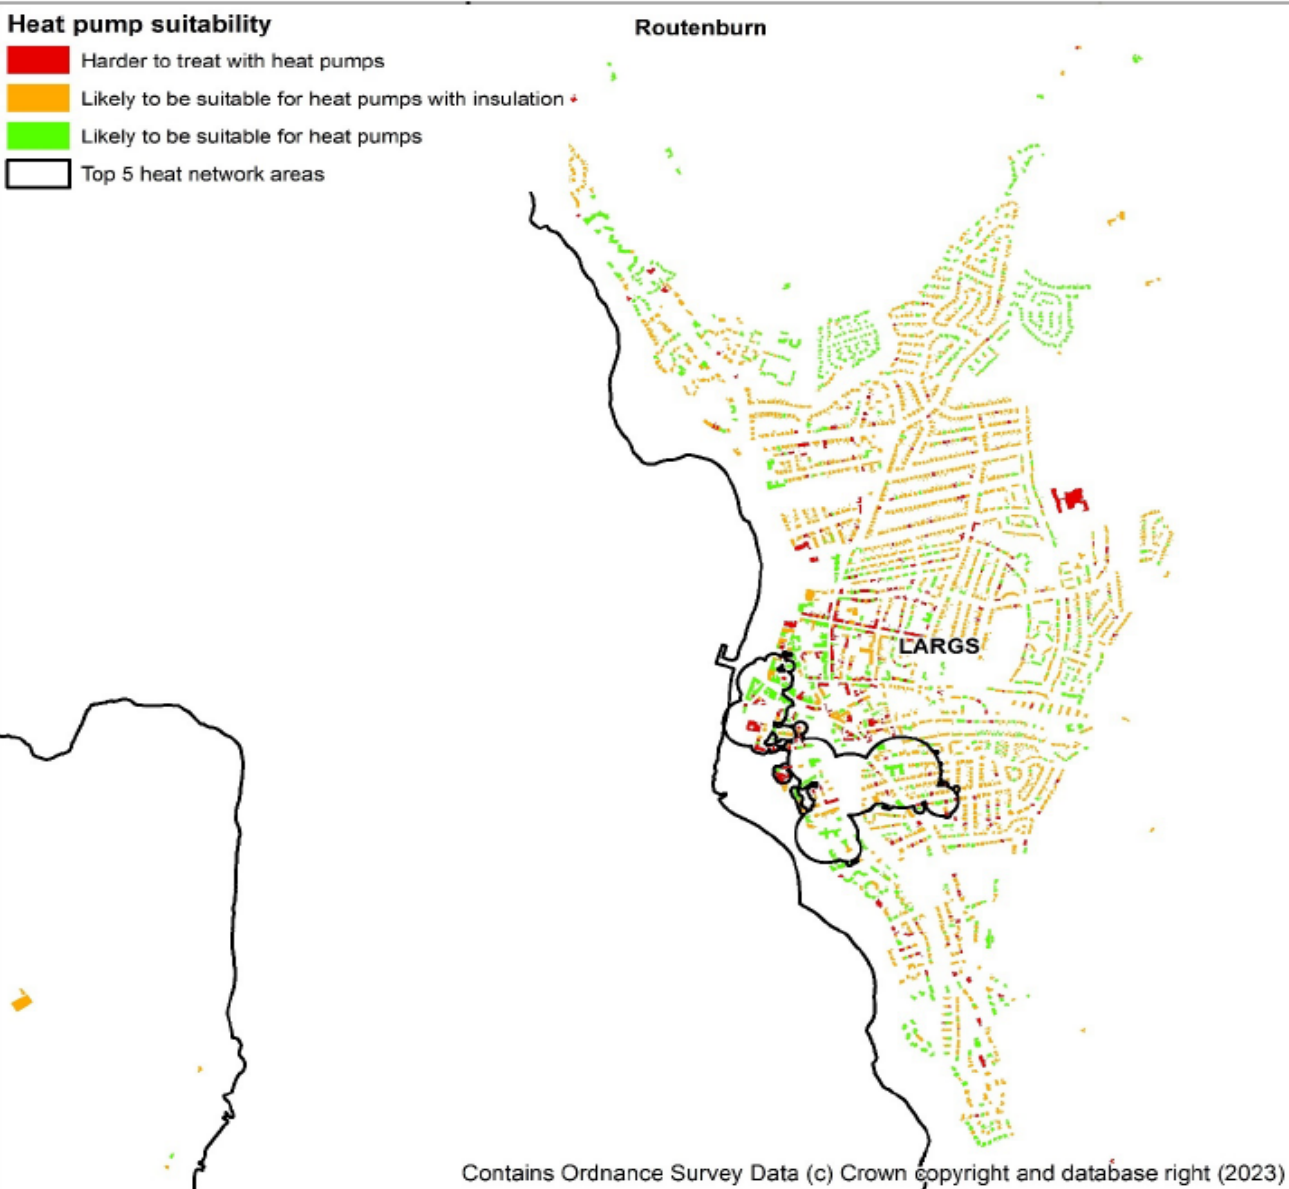 Heat pump suitability
Routenburn
Harder to treat with heat pumps
Likely to be suitable for heat pumps with insulation
Likely to be suitable for heat pumps
Top 5 heat network areas
LARGS
Contains Ordnance Survey Data (c) Crown copyright and database right (2023)